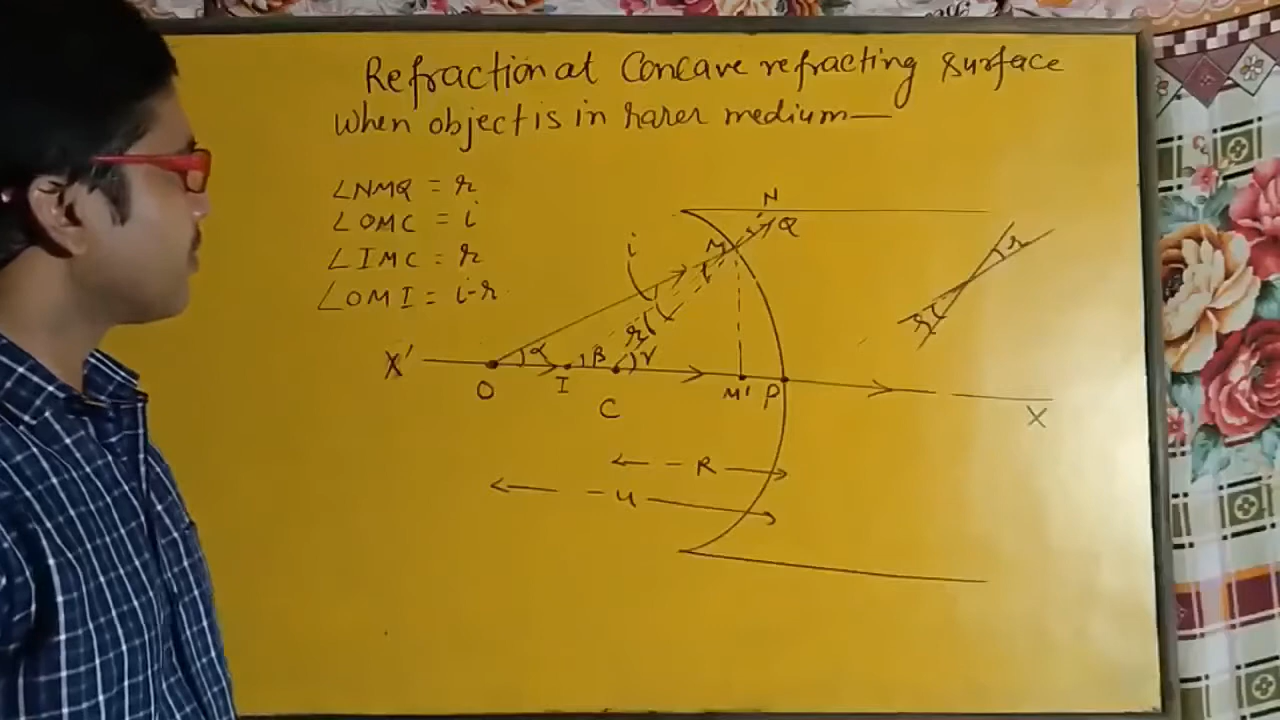 Refraction at Concave refracting surface
When object is in rarer medium—
∠NMQ = r
∠OMC = i
∠IMC = r
∠OMI = i-r
N
Q
M
i
r
r
r
r
X'
α
β
γ
O
I
C
M'
P
X
- R
- u